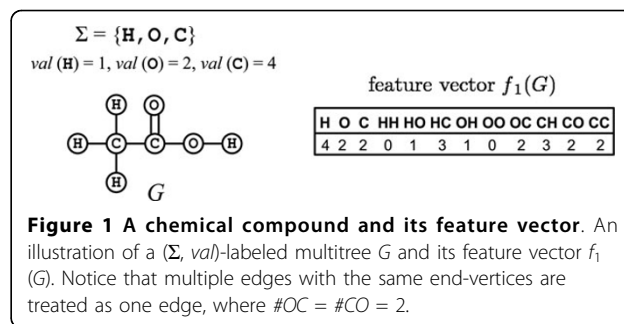 Σ = {H, O, C}
val (H) = 1, val (O) = 2, val (C) = 4
H O
H C C O H
H
G
feature vector f₁(G)
H O C HH HO HC OH OO OC CH CO CC
4 2 2 0 1 3 1 0 2 3 2 2
Figure 1 A chemical compound and its feature vector. An
illustration of a (Σ, val)-labeled multitree G and its feature vector f₁
(G). Notice that multiple edges with the same end-vertices are
treated as one edge, where #OC = #CO = 2.